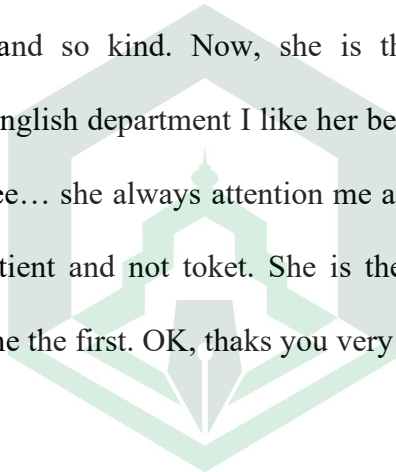 and so kind. Now, she is th
nglish department I like her be
ee… she always attention me a
tient and not toket. She is the
ne the first. OK, thaks you very